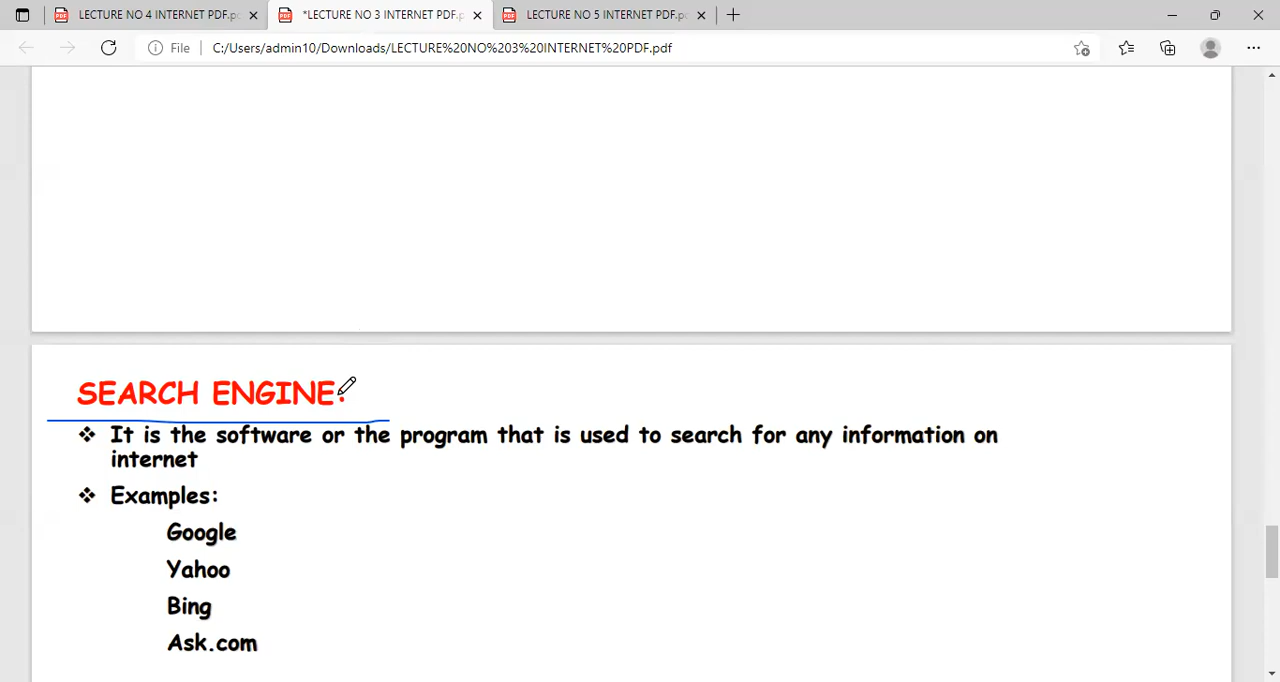 LECTURE NO 4 INTERNET PDF.p
*LECTURE NO 3 INTERNET PDF.p
LECTURE NO 5 INTERNET PDF.p
File
C:/Users/admin10/Downloads/LECTURE%20NO%203%20INTERNET%20PDF.pdf
SEARCH ENGINE:
❖ It is the software or the program that is used to search for any information on
internet
❖ Examples:
Google
Yahoo
Bing
Ask.com